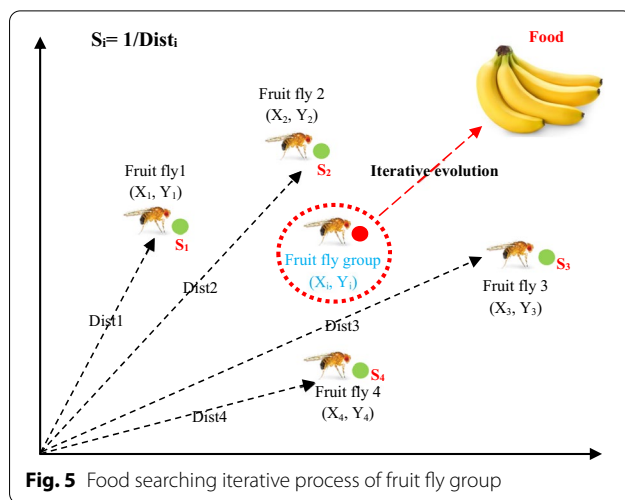 Sᵢ= 1/Distᵢ
Food
Fruit fly 2
(X₂, Y₂)
S₂
Iterative evolution
Fruit fly1
(X₁, Y₁)
S₁
Fruit fly group
(Xᵢ, Yᵢ)
S₃
Fruit fly 3
(X₃, Y₃)
Dist1
Dist2
Dist3
S₄
Fruit fly 4
(X₄, Y₄)
Dist4
Fig. 5 Food searching iterative process of fruit fly group